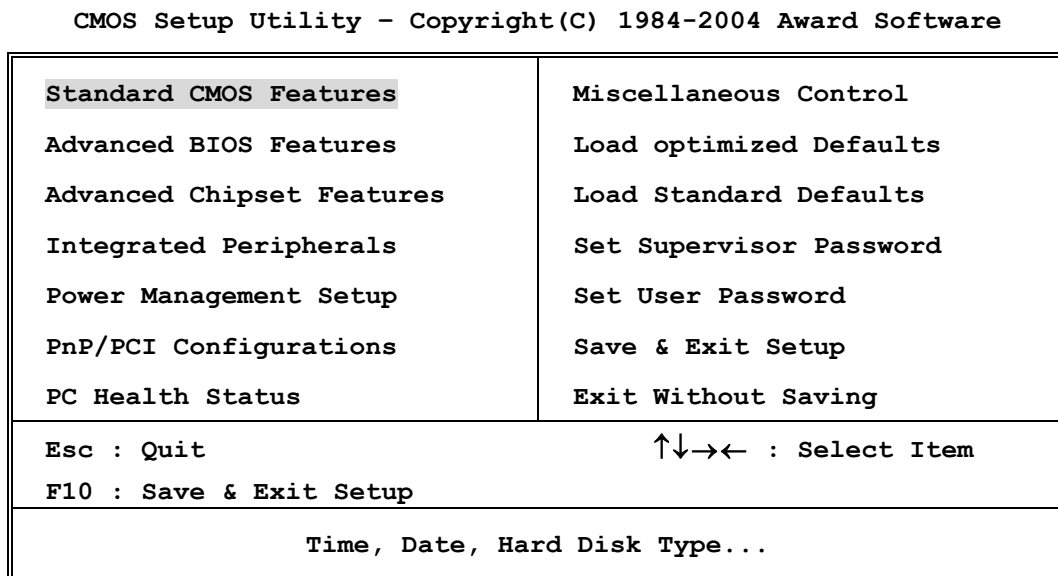 CMOS Setup Utility – Copyright(C) 1984-2004 Award Software
Standard CMOS Features
Advanced BIOS Features
Advanced Chipset Features
Integrated Peripherals
Power Management Setup
PnP/PCI Configurations
PC Health Status
Miscellaneous Control
Load optimized Defaults
Load Standard Defaults
Set Supervisor Password
Set User Password
Save & Exit Setup
Exit Without Saving
Esc : Quit
↑↓→← : Select Item
F10 : Save & Exit Setup
Time, Date, Hard Disk Type...